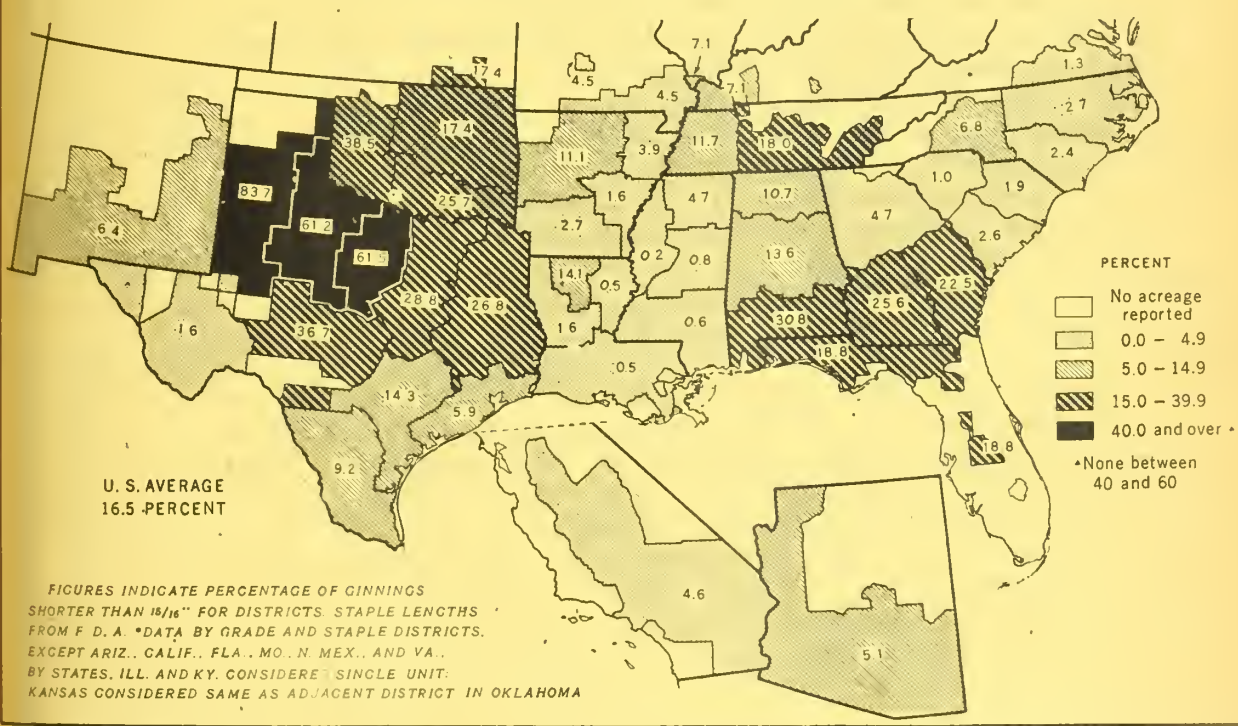 7.1
17.4
4.5
4.5
7.1
1.3
2.7
6.8
2.4
38.5
17.4
11.1
3.9
11.7
18.0
1.0
1.9
83.7
25.7
1.6
4.7
10.7
4.7
2.6
6.4
61.2
2.7
61.5
0.2
0.8
13.6
14.1
0.5
28.8
26.8
25.6
22.5
1.6
36.7
1.6
0.6
30.8
18.8
0.5
14.3
5.9
18.8
9.2
4.6
5.1
PERCENT
No acreage
reported
0.0 - 4.9
5.0 - 14.9
15.0 - 39.9
40.0 and over
None between
40 and 60
U. S. AVERAGE
16.5 PERCENT
FIGURES INDICATE PERCENTAGE OF GINNINGS
SHORTER THAN 15/16" FOR DISTRICTS. STAPLE LENGTHS
FROM F. D. A. DATA BY GRADE AND STAPLE DISTRICTS,
EXCEPT ARIZ., CALIF., FLA., MO., N. MEX., AND VA.,
BY STATES, ILL. AND KY. CONSIDERE SINGLE UNIT:
KANSAS CONSIDERED SAME AS ADJACENT DISTRICT IN OKLAHOMA